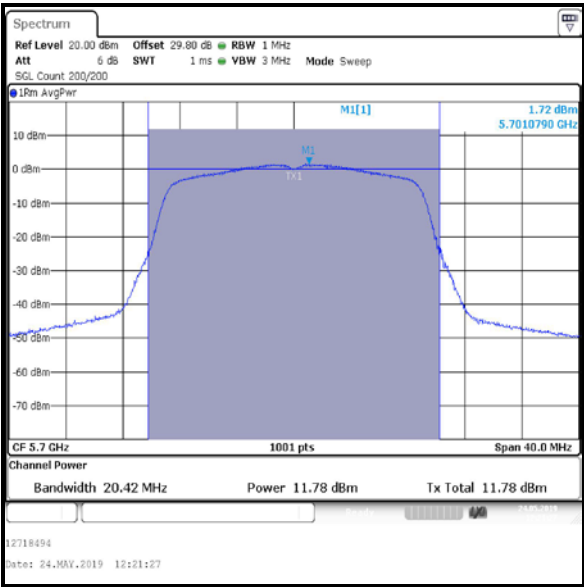 Spectrum
Ref Level 20.00 dBm Offset 29.80 dB RBW 1 MHz
Att 6 dB SWT 1 ms VBW 3 MHz Mode Sweep
SGL Count 200/200
1Rm AvgPwr
M1[1] 1.72 dBm
5.7010790 GHz
10 dBm
M1
0 dBm
TX1
-10 dBm
-20 dBm
-30 dBm
-40 dBm
-50 dBm
-60 dBm
-70 dBm
CF 5.7 GHz 1001 pts Span 40.0 MHz
Channel Power
Bandwidth 20.42 MHz Power 11.78 dBm Tx Total 11.78 dBm
Ready 24.05.2019
12718494
Date: 24.MAY.2019 12:21:27